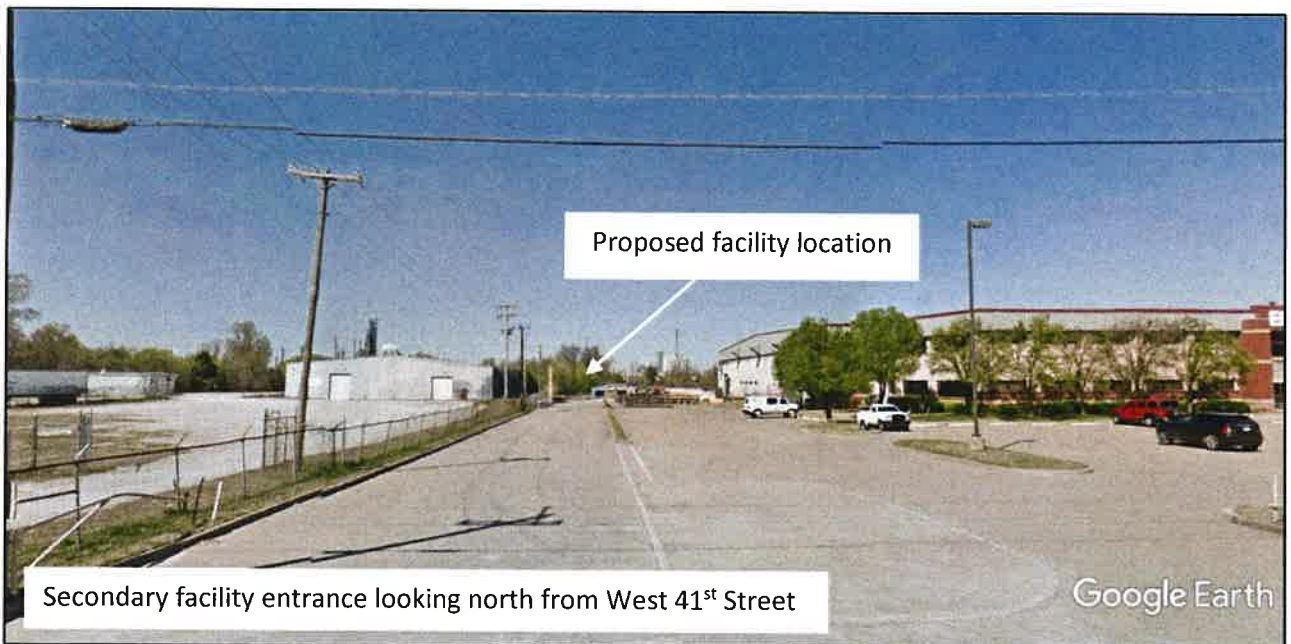 Proposed facility location
Secondary facility entrance looking north from West 41st Street
Google Earth